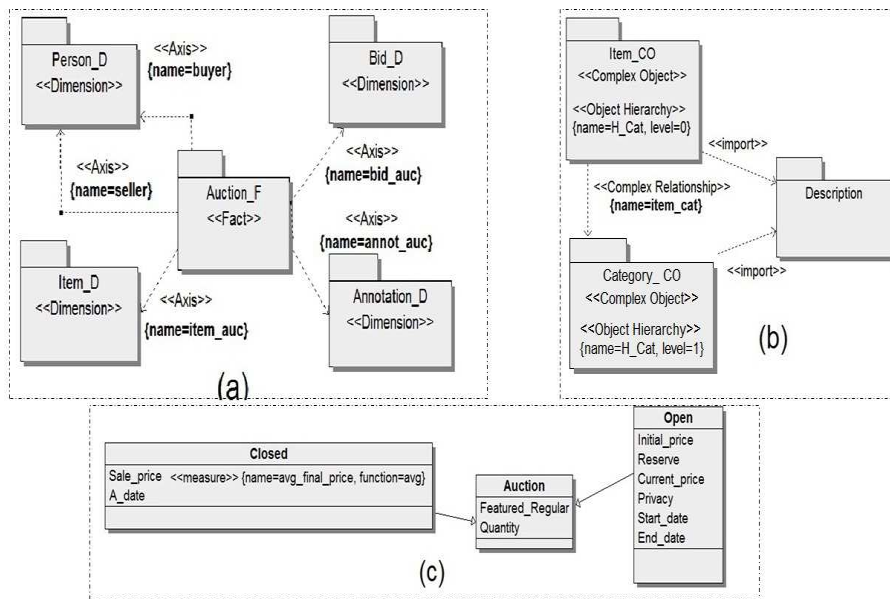 Person_D
<<Dimension>>
<<Axis>>
{name=buyer}
Bid_D
<<Dimension>>
<<Axis>>
{name=seller}
Auction_F
<<Fact>>
<<Axis>>
{name=bid_auc}
<<Axis>>
{name=annot_auc}
Item_D
<<Dimension>>
<<Axis>>
{name=item_auc}
Annotation_D
<<Dimension>>
(a)
Item_CO
<<Complex Object>>
<<Object Hierarchy>>
{name=H_Cat, level=0}
<<import>>
<<Complex Relationship>>
{name=item_cat}
Description
Category_ CO
<<Complex Object>>
<<Object Hierarchy>>
{name=H_Cat, level=1}
<<import>>
(b)
Closed
Sale_price <<measure>> {name=avg_final_price, function=avg}
A_date
Auction
Featured_Regular
Quantity
Open
Initial_price
Reserve
Current_price
Privacy
Start_date
End_date
(c)